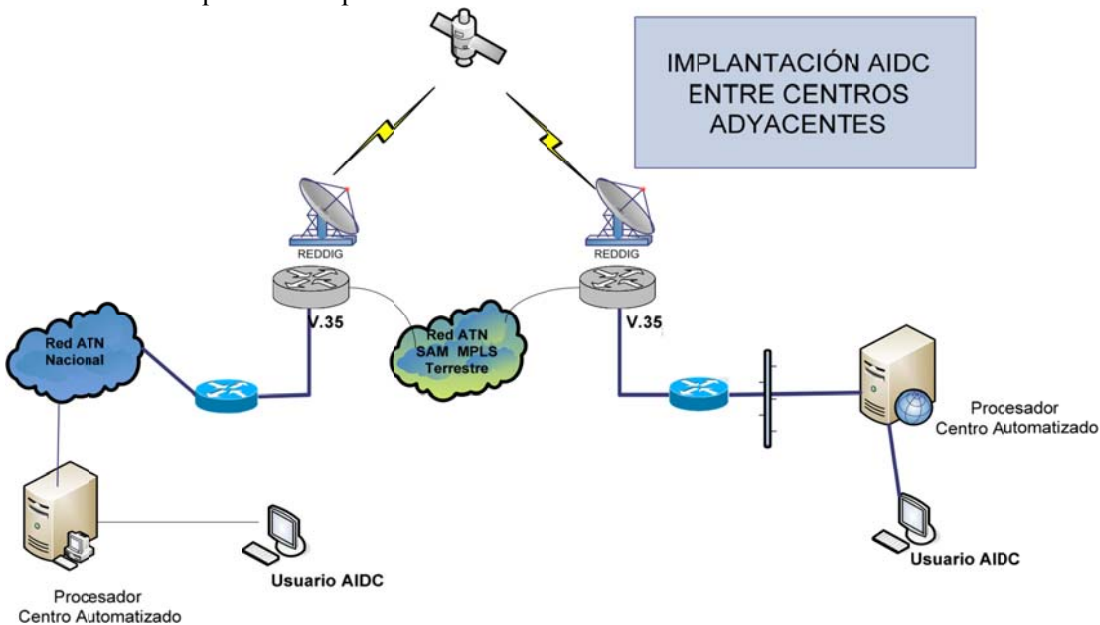 IMPLANTACIÓN AIDC
ENTRE CENTROS
ADYACENTES
REDDIG
REDDIG
V.35
V.35
Red ATN
SAM MPLS
Terrestre
Red ATN
Nacional
Procesador
Centro Automatizado
Usuario AIDC
Usuario AIDC
Procesador
Centro Automatizado